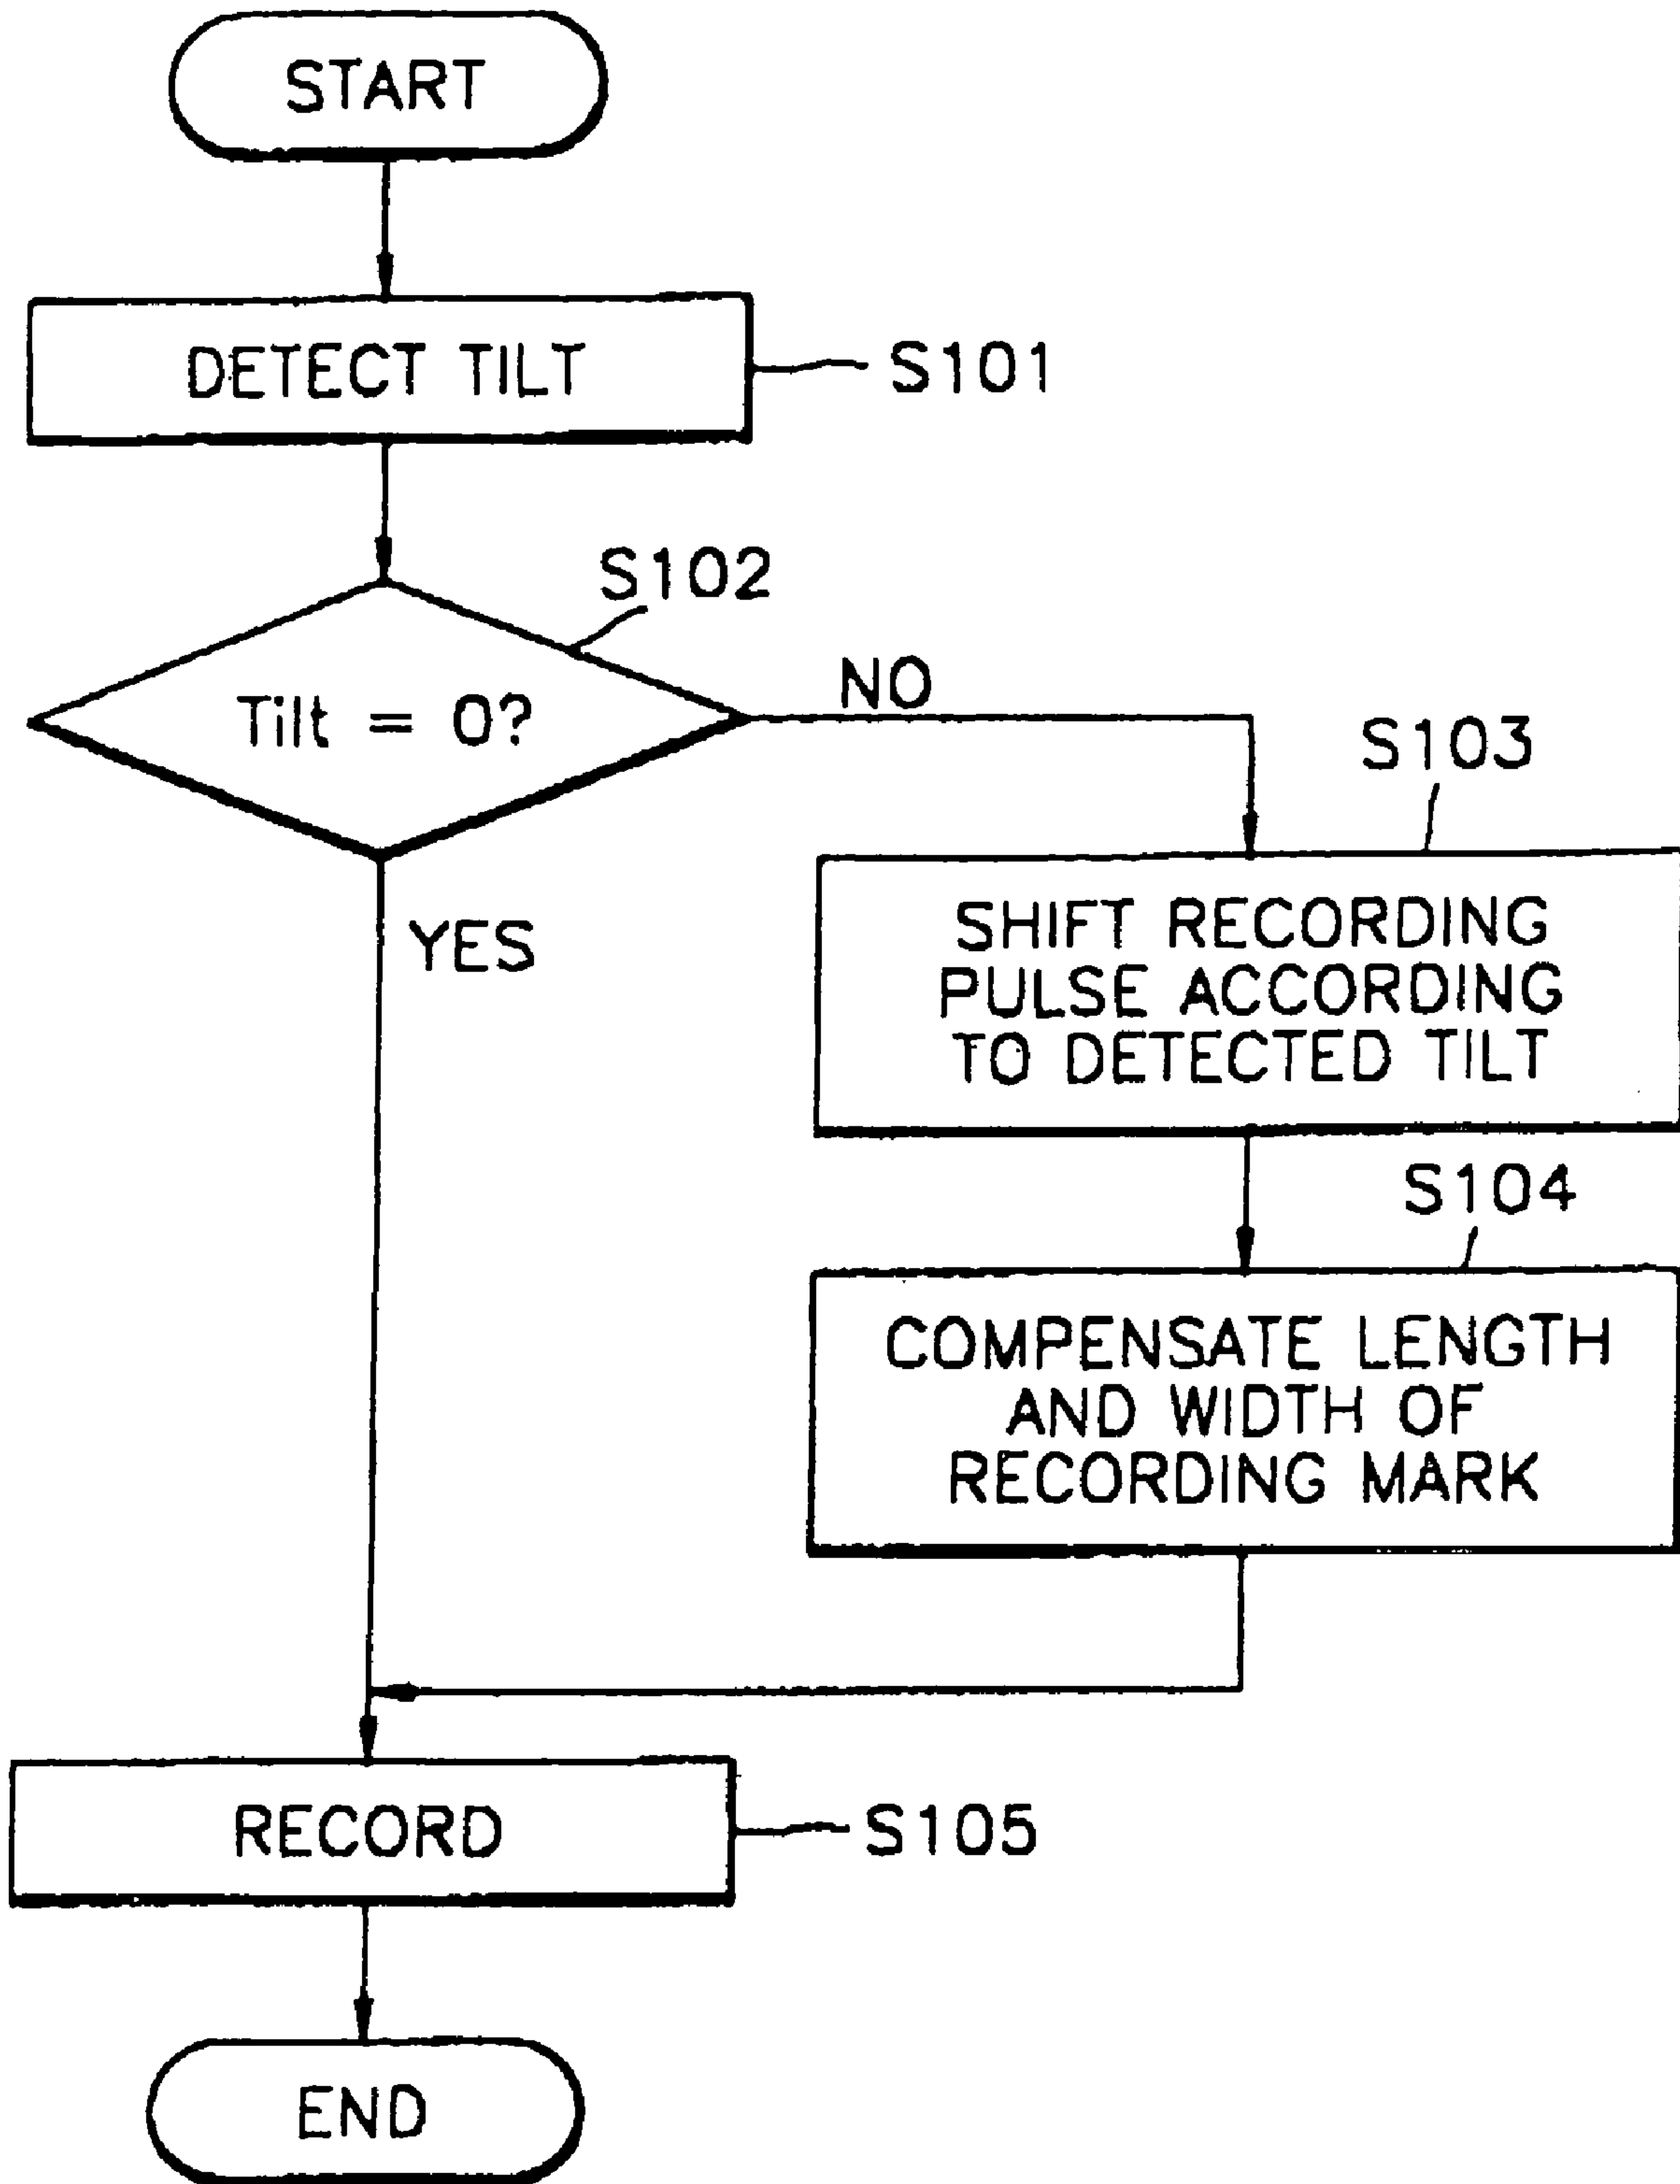 START
DETECT TILT
S101
S102
Tilt = 0?
NO
YES
S103
SHIFT RECORDING
PULSE ACCORDING
TO DETECTED TILT
S104
COMPENSATE LENGTH
AND WIDTH OF
RECORDING MARK
RECORD
S105
END